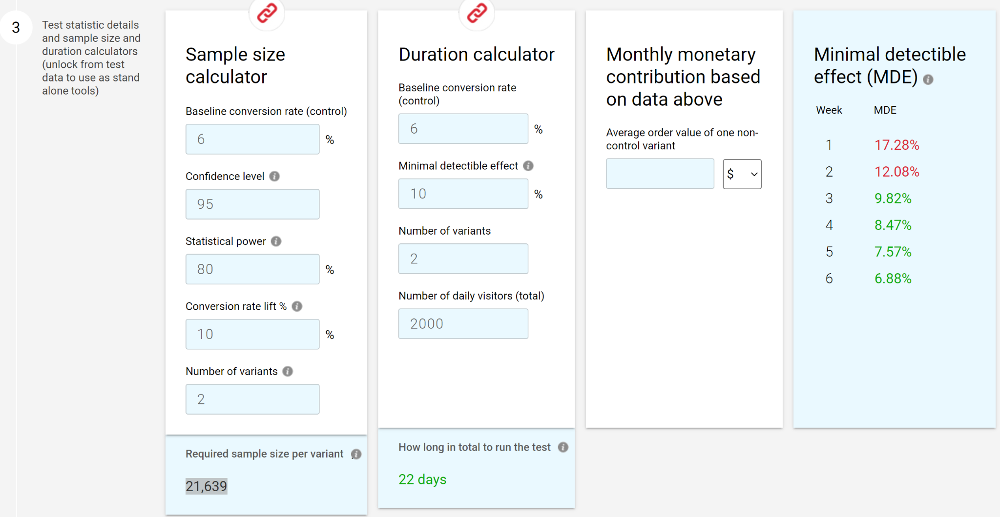 3
Test statistic details
and sample size and
duration calculators
(unlock from test
data to use as stand
alone tools)
Sample size
calculator
Baseline conversion rate (control)
6 %
Confidence level
95
Statistical power
80 %
Conversion rate lift %
10 %
Number of variants
2
Required sample size per variant
21,639
Duration calculator
Baseline conversion rate
(control)
6 %
Minimal detectible effect
10 %
Number of variants
2
Number of daily visitors (total)
2000
How long in total to run the test
22 days
Monthly monetary
contribution based
on data above
Average order value of one non-
control variant
$
Minimal detectible
effect (MDE)
Week MDE
1 17.28%
2 12.08%
3 9.82%
4 8.47%
5 7.57%
6 6.88%